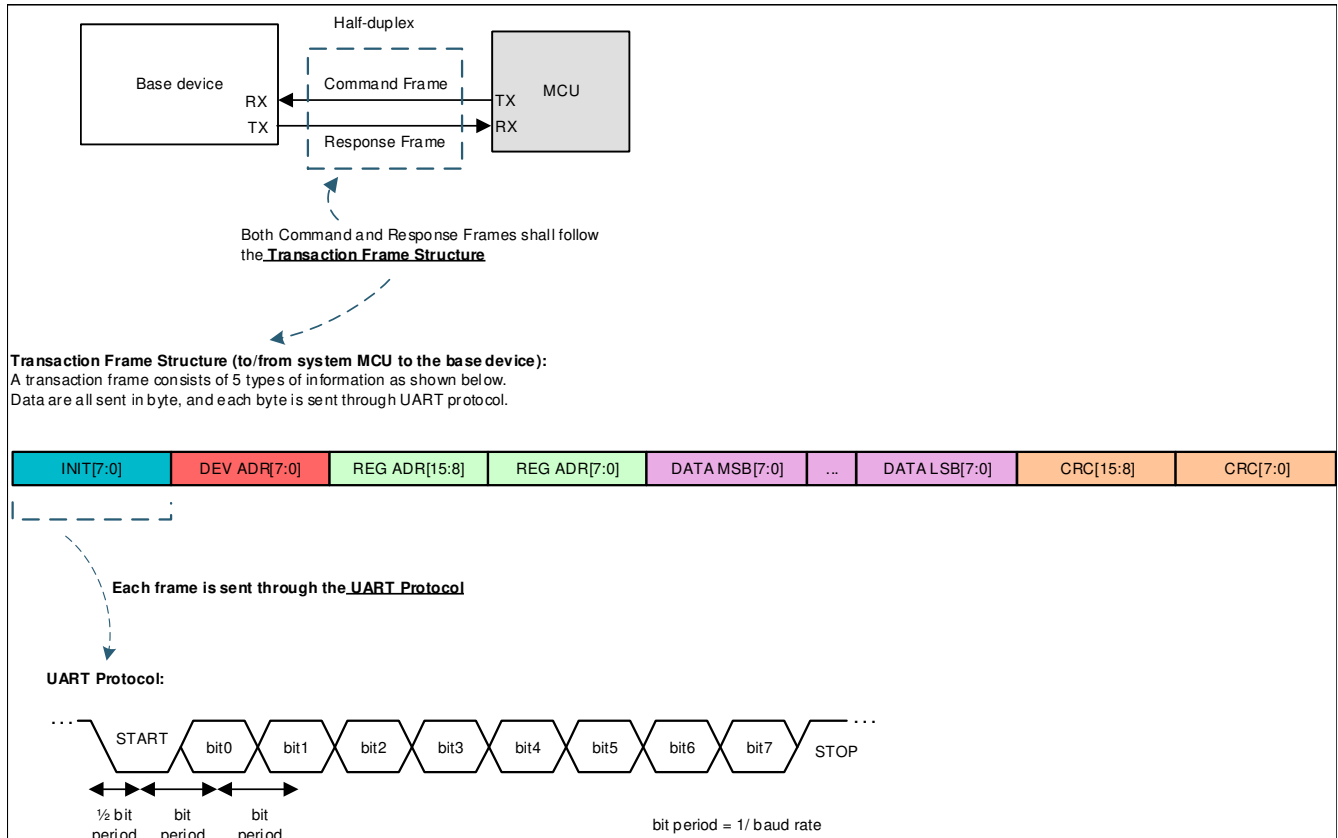 Half-duplex
Base device
Command Frame
MCU
RX
TX
TX
RX
Response Frame
Both Command and Response Frames shall follow
the Transaction Frame Structure
Transaction Frame Structure (to/from system MCU to the base device):
A transaction frame consists of 5 types of information as shown below.
Data are all sent in byte, and each byte is sent through UART protocol.
INIT[7:0] DEV ADR[7:0] REG ADR[15:8] REG ADR[7:0] DATA MSB[7:0] ... DATA LSB[7:0] CRC[15:8] CRC[7:0]
Each frame is sent through the UART Protocol
UART Protocol:
... ...
START bit0 bit1 bit2 bit3 bit4 bit5 bit6 bit7 STOP
½ bit bit bit
period period period
bit period = 1/ baud rate